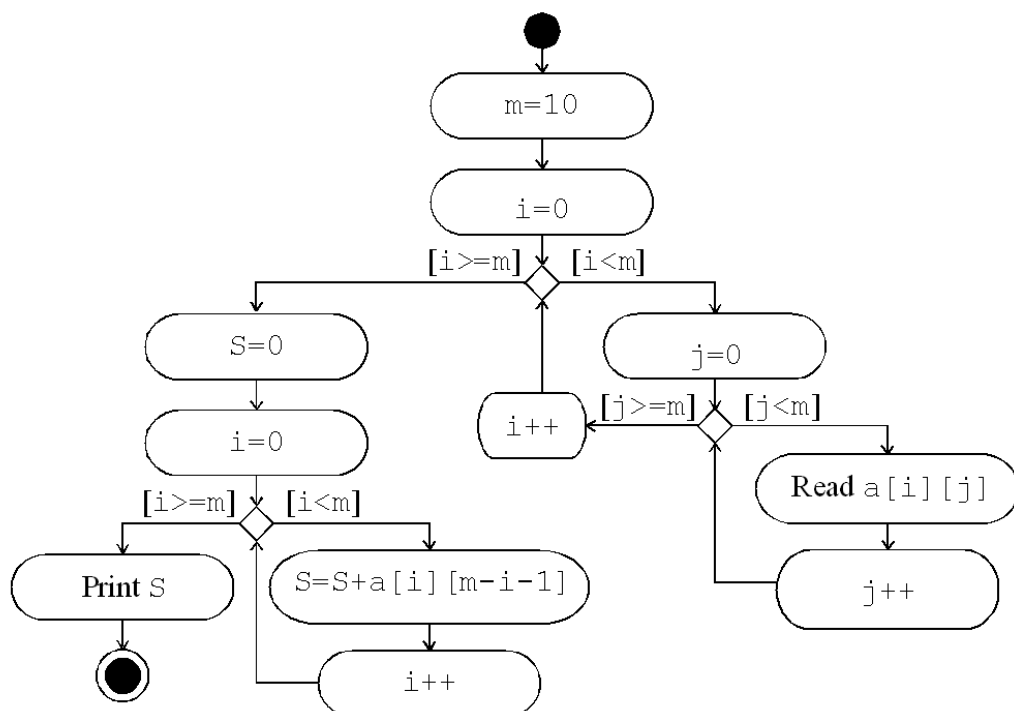 m=10
i=0
[i>=m] [i<m]
S=0
j=0
i++
[j>=m] [j<m]
i=0
Read a[i][j]
[i>=m] [i<m]
Print S
S=S+a[i][m-i-1]
j++
i++